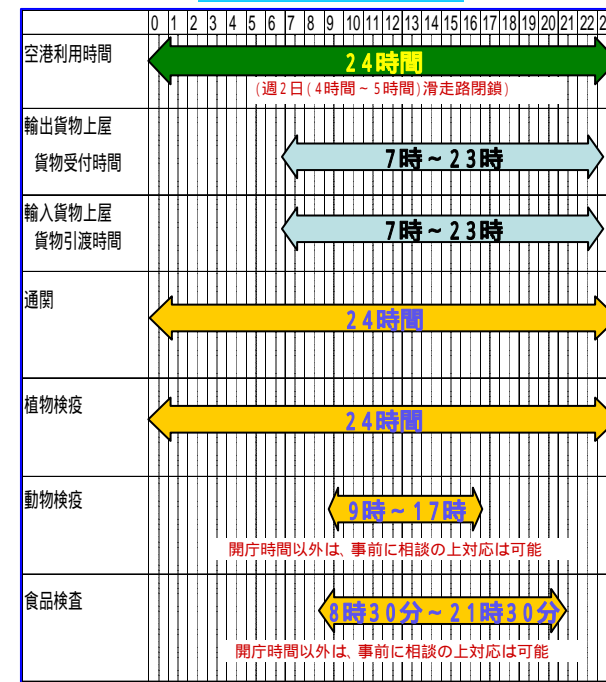 0 1 2 3 4 5 6 7 8 9 10 11 12 13 14 15 16 17 18 19 20 21 22
空港利用時間
24時間
(週2日(4時間~5時間)滑走路閉鎖)
輸出貨物上屋
貨物受付時間
7時~23時
輸入貨物上屋
貨物引渡時間
7時~23時
通関
24時間
植物検疫
24時間
動物検疫
9時~17時
開庁時間以外は、事前に相談の上対応は可能
食品検査
8時30分~21時30分
開庁時間以外は、事前に相談の上対応は可能